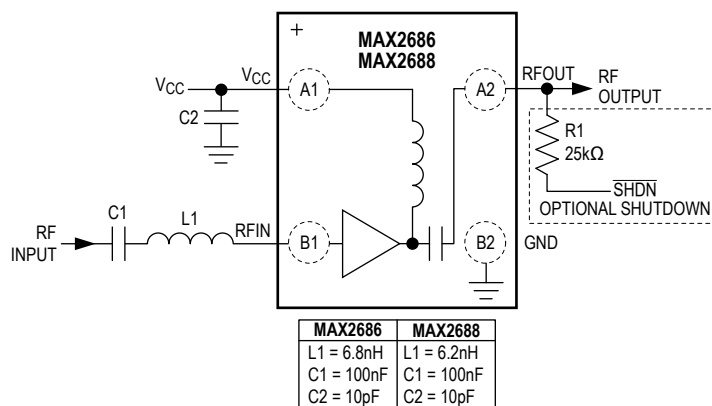 +
MAX2686
MAX2688
VCC
VCC
A1
A2
RFOUT
RF
OUTPUT
C2
R1
25kΩ
SHDN
OPTIONAL SHUTDOWN
RF
INPUT
C1
L1
RFIN
B1
B2
GND
MAX2686 MAX2688
L1 = 6.8nH L1 = 6.2nH
C1 = 100nF C1 = 100nF
C2 = 10pF C2 = 10pF